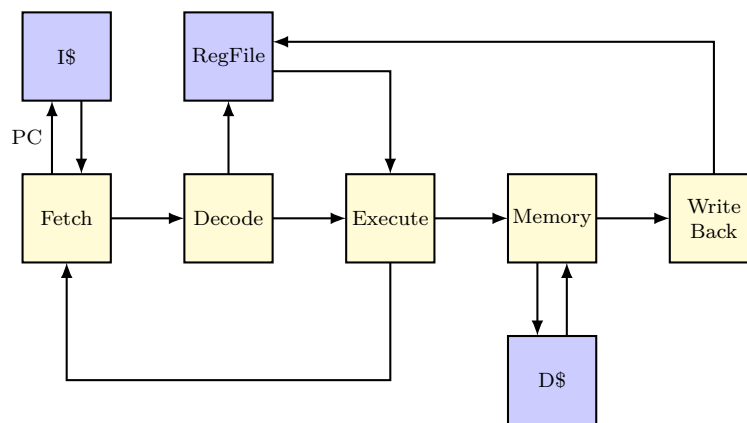 I$
RegFile
PC
Fetch
Decode
Execute
Memory
Write
Back
D$